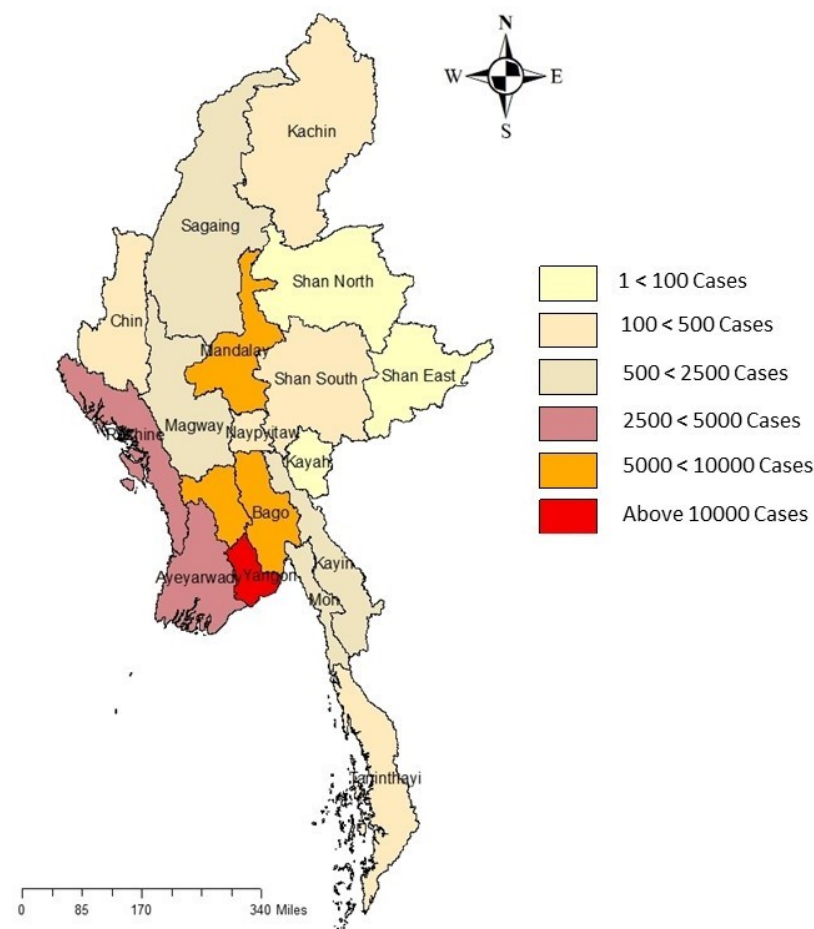 N
W E
S
Kachin
Sagaing
Shan North
Chin
Mandalay
Shan South
Shan East
Magway
Naypyitaw
Rakhine
Kayah
Bago
Ayeyarwady
Yangon
Kayin
Mon
Taninthayi
1 < 100 Cases
100 < 500 Cases
500 < 2500 Cases
2500 < 5000 Cases
5000 < 10000 Cases
Above 10000 Cases
0 85 170 340 Miles